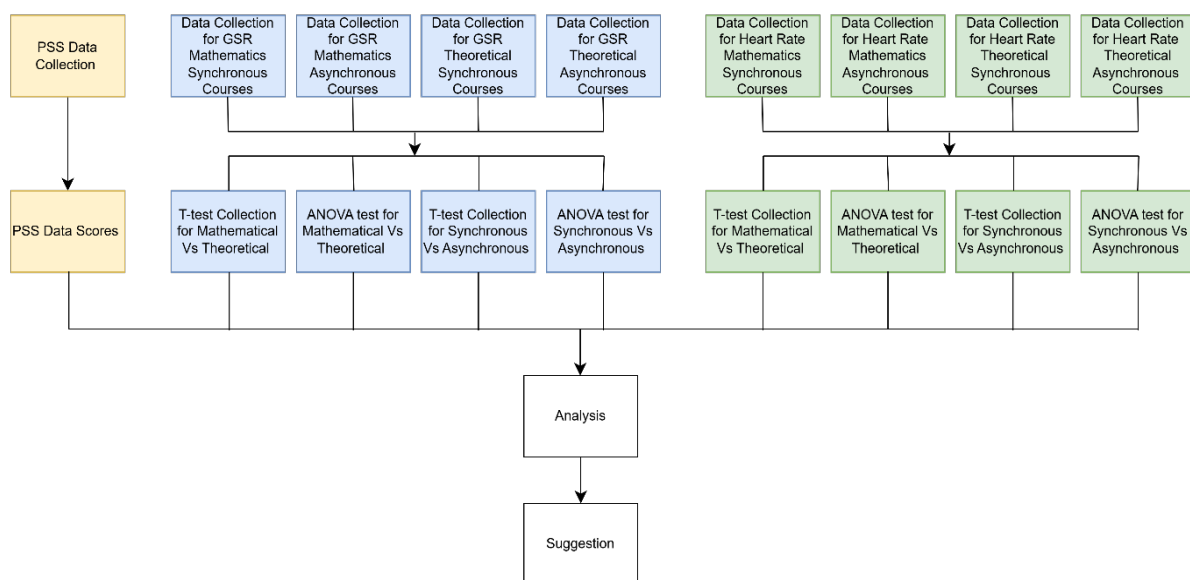 PSS Data
Collection
Data Collection
for GSR
Mathematics
Synchronous
Courses
Data Collection
for GSR
Mathematics
Asynchronous
Courses
Data Collection
for GSR
Theoretical
Synchronous
Courses
Data Collection
for GSR
Theoretical
Asynchronous
Courses
Data Collection
for Heart Rate
Mathematics
Synchronous
Courses
Data Collection
for Heart Rate
Mathematics
Asynchronous
Courses
Data Collection
for Heart Rate
Theoretical
Synchronous
Courses
Data Collection
for Heart Rate
Theoretical
Asynchronous
Courses
PSS Data Scores
T-test Collection
for Mathematical
Vs Theoretical
ANOVA test for
Mathematical Vs
Theoretical
T-test Collection
for Synchronous
Vs Asynchronous
ANOVA test for
Synchronous Vs
Asynchronous
T-test Collection
for Mathematical
Vs Theoretical
ANOVA test for
Mathematical Vs
Theoretical
T-test Collection
for Synchronous
Vs Asynchronous
ANOVA test for
Synchronous Vs
Asynchronous
Analysis
Suggestion